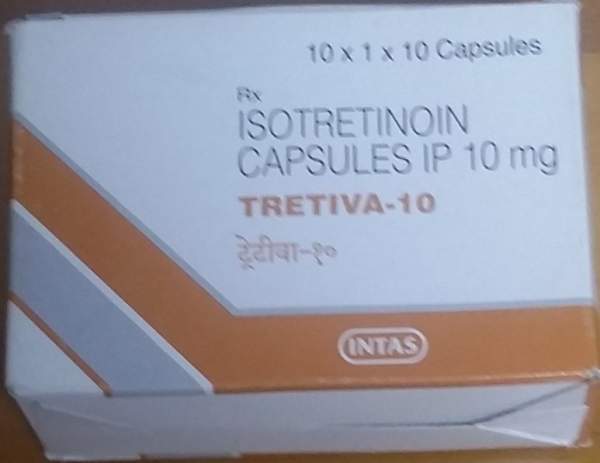 10 x 1 x 10 Capsules
Rx
ISOTRETINOIN
CAPSULES IP 10 mg
TRETIVA-10
ट्रेटीवा-१०
INTAS